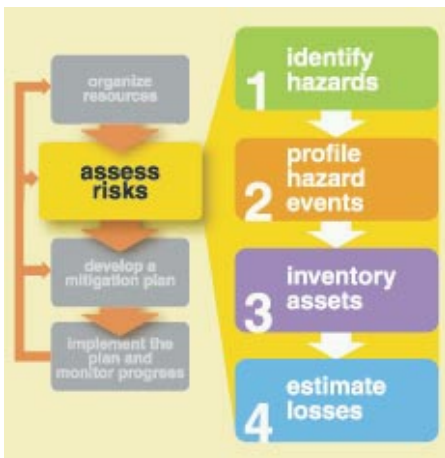 organize
resources
assess
risks
develop a
mitigation plan
implement the
plan and
monitor progress
1
identify
hazards
2
profile
hazard
events
3
inventory
assets
4
estimate
losses